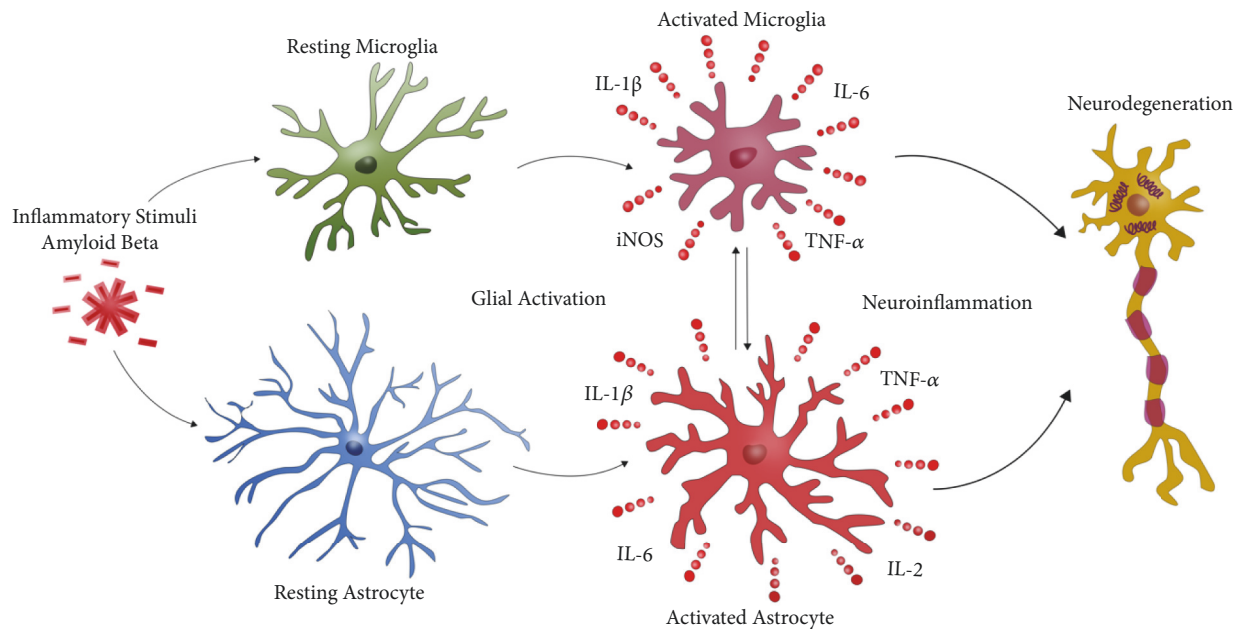 Activated Microglia
Resting Microglia
IL-1β
IL-6
Neurodegeneration
Inflammatory Stimuli
Amyloid Beta
iNOS
TNF-α
Glial Activation
Neuroinflammation
IL-1β
TNF-α
IL-6
IL-2
Resting Astrocyte
Activated Astrocyte